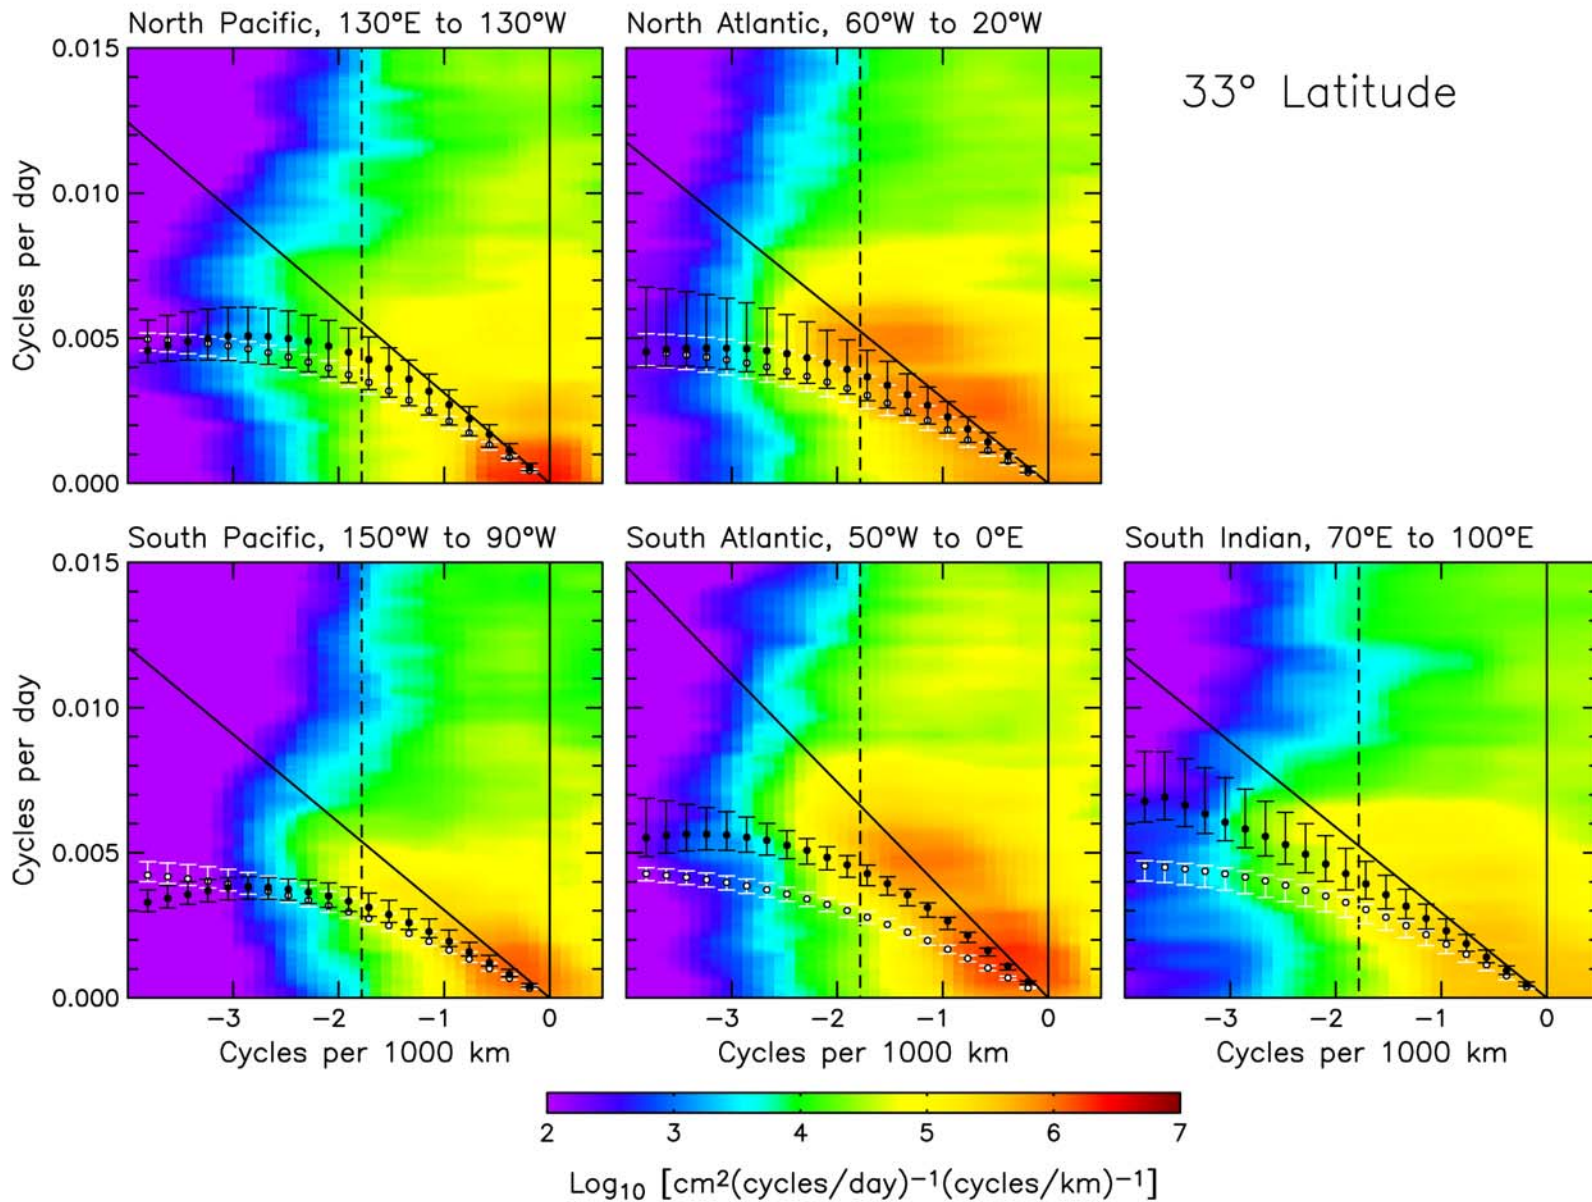 North Pacific, 130°E to 130°W
North Atlantic, 60°W to 20°W
33° Latitude
0.015
0.010
0.005
0.000
Cycles per day
South Pacific, 150°W to 90°W
South Atlantic, 50°W to 0°E
South Indian, 70°E to 100°E
0.015
0.010
0.005
0.000
Cycles per day
−3 −2 −1 0
−3 −2 −1 0
−3 −2 −1 0
Cycles per 1000 km
Cycles per 1000 km
Cycles per 1000 km
2 3 4 5 6 7
Log₁₀ [cm²(cycles/day)⁻¹(cycles/km)⁻¹]